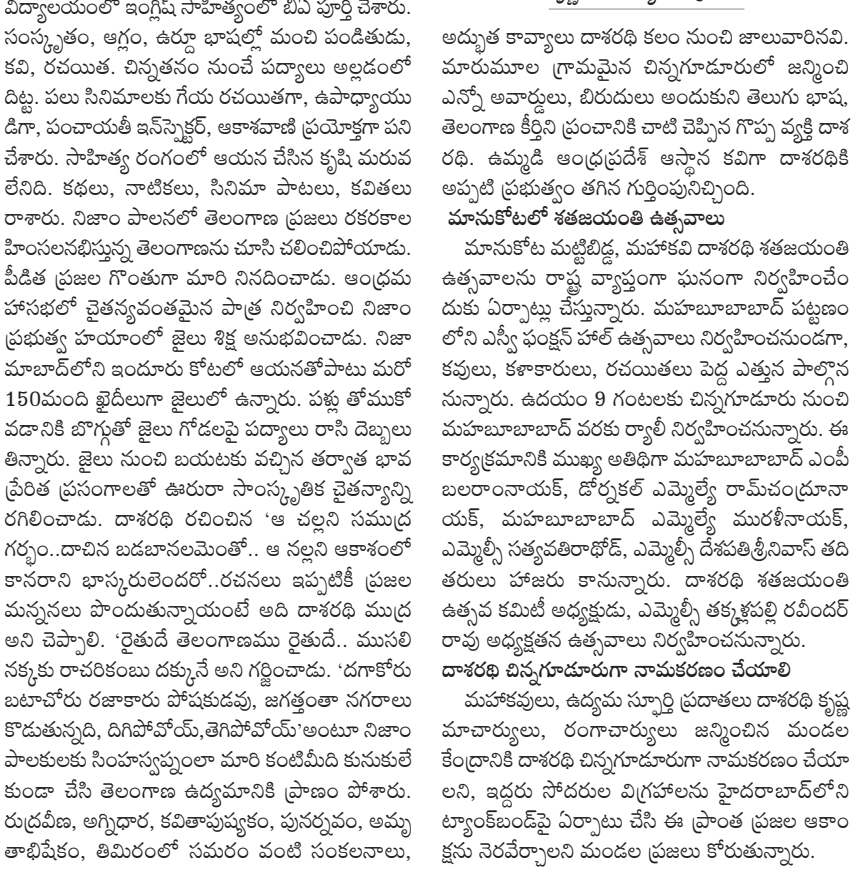 విద్యాలయంలో ఇంగ్లిష్ సాహిత్యంలో బీఏ పూర్తి చేశారు.
సంస్కృతం, ఆగ్లం, ఉర్దూ భాషల్లో మంచి పండితుడు,
కవి, రచయిత. చిన్నతనం నుంచే పద్యాలు అల్లడంలో
దిట్ట. పలు సినిమాలకు గేయ రచయితగా, ఉపాధ్యాయు
డిగా, పంచాయతీ ఇన్‌స్పెక్టర్, ఆకాశవాణి ప్రయోక్తగా పని
చేశారు. సాహిత్య రంగంలో ఆయన చేసిన కృషి మరువ
లేనిది. కథలు, నాటికలు, సినిమా పాటలు, కవితలు
రాశారు. నిజాం పాలనలో తెలంగాణ ప్రజలు రకరకాల
హింసలనభిస్తున్న తెలంగాణను చూసి చలించిపోయాడు.
పీడిత ప్రజల గొంతుగా మారి నినదించాడు. ఆంధ్రమ
హాసభలో చైతన్యవంతమైన పాత్ర నిర్వహించి నిజాం
ప్రభుత్వ హయాంలో జైలు శిక్ష అనుభవించాడు. నిజా
మాబాద్‌లోని ఇందూరు కోటలో ఆయనతోపాటు మరో
150మంది ఖైదీలుగా జైలులో ఉన్నారు. పళ్లు తోముకో
వడానికి బొగ్గుతో జైలు గోడలపై పద్యాలు రాసి దెబ్బలు
తిన్నారు. జైలు నుంచి బయటకు వచ్చిన తర్వాత భావ
ప్రేరిత ప్రసంగాలతో ఊరురా సాంస్కృతిక చైతన్యాన్ని
రగిలించాడు. దాశరథి రచించిన ‘ఆ చల్లని సముద్ర
గర్భం..దాచిన బడబానలమెంతో.. ఆ నల్లని ఆకాశంలో
కానరాని భాస్కరులెందరో..రచనలు ఇప్పటికీ ప్రజల
మన్ననలు పొందుతున్నాయంటే అది దాశరథి ముద్ర
అని చెప్పాలి. ‘రైతుదే తెలంగాణము రైతుదే.. ముసలి
నక్కకు రాచరికంబు దక్కునే అని గర్జించాడు. ‘దగాకోరు
బటాచోరు రజాకారు పోషకుడవు, జగత్తంతా నగరాలు
కొడుతున్నది, దిగిపోవోయ్,తెగిపోవోయ్’అంటూ నిజాం
పాలకులకు సింహస్వప్నంలా మారి కంటిమీది కునుకులే
కుండా చేసి తెలంగాణ ఉద్యమానికి ప్రాణం పోశారు.
రుద్రవీణ, అగ్నిధార, కవితాపుష్యకం, పునర్నవం, అమృ
తాభిషేకం, తిమిరంలో సమరం వంటి సంకలనాలు,
అద్భుత కావ్యాలు దాశరథి కలం నుంచి జాలువారినవి.
మారుమూల గ్రామమైన చిన్నగూడూరులో జన్మించి
ఎన్నో అవార్డులు, బిరుదులు అందుకుని తెలుగు భాష,
తెలంగాణ కీర్తిని ప్రంచానికి చాటి చెప్పిన గొప్ప వ్యక్తి దాశ
రథి. ఉమ్మడి ఆంధ్రప్రదేశ్ ఆస్థాన కవిగా దాశరథికి
అప్పటి ప్రభుత్వం తగిన గుర్తింపునిచ్చింది.
మానుకోటలో శతజయంతి ఉత్సవాలు
మానుకోట మట్టిబిడ్డ, మహాకవి దాశరథి శతజయంతి
ఉత్సవాలను రాష్ట్ర వ్యాప్తంగా ఘనంగా నిర్వహించేం
దుకు ఏర్పాట్లు చేస్తున్నారు. మహబూబాబాద్ పట్టణం
లోని ఎస్వీ ఫంక్షన్ హాల్ ఉత్సవాలు నిర్వహించనుండగా,
కవులు, కళాకారులు, రచయితలు పెద్ద ఎత్తున పాల్గొన
నున్నారు. ఉదయం 9 గంటలకు చిన్నగూడూరు నుంచి
మహబూబాబాద్ వరకు ర్యాలీ నిర్వహించనున్నారు. ఈ
కార్యక్రమానికి ముఖ్య అతిథిగా మహబూబాబాద్ ఎంపీ
బలరాంనాయక్, డోర్నకల్ ఎమ్మెల్యే రామ్‌చంద్రూనా
యక్, మహబూబాబాద్ ఎమ్మెల్యే మురళీనాయక్,
ఎమ్మెల్సీ సత్యవతిరాథోడ్, ఎమ్మెల్సీ దేశపతిశ్రీనివాస్ తది
తరులు హాజరు కానున్నారు. దాశరథి శతజయంతి
ఉత్సవ కమిటీ అధ్యక్షుడు, ఎమ్మెల్సీ తక్కళ్లపల్లి రవీందర్
రావు అధ్యక్షతన ఉత్సవాలు నిర్వహించనున్నారు.
దాశరథి చిన్నగూడూరుగా నామకరణం చేయాలి
మహాకవులు, ఉద్యమ స్ఫూర్తి ప్రదాతలు దాశరథి కృష్ణ
మాచార్యులు, రంగాచార్యులు జన్మించిన మండల
కేంద్రానికి దాశరథి చిన్నగూడూరుగా నామకరణం చేయా
లని, ఇద్దరు సోదరుల విగ్రహాలను హైదరాబాద్‌లోని
ట్యాంక్‌బండ్‌పై ఏర్పాటు చేసి ఈ ప్రాంత ప్రజల ఆకాం
క్షను నెరవేర్చాలని మండల ప్రజలు కోరుతున్నారు.